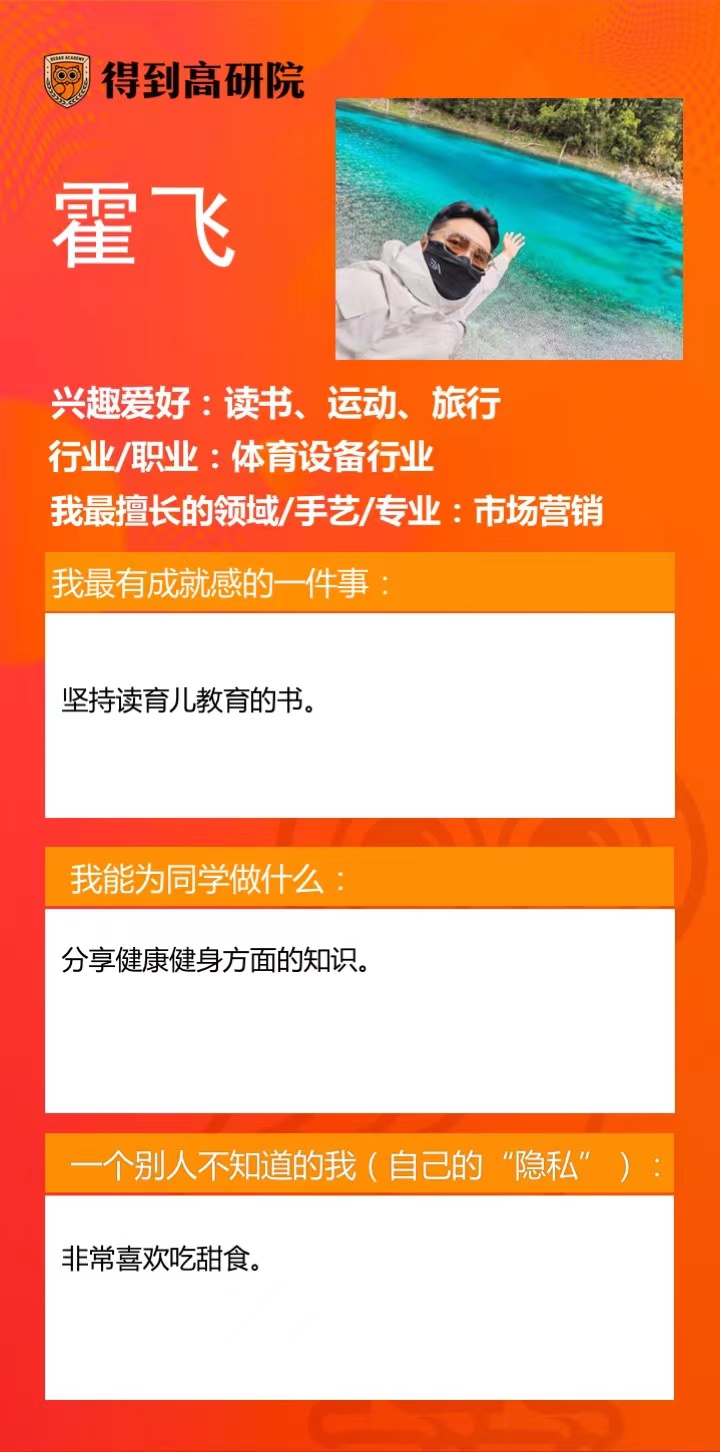 DEDAO ACADEMY
得到高研院
霍飞
兴趣爱好：读书、运动、旅行
行业/职业：体育设备行业
我最擅长的领域/手艺/专业：市场营销
我最有成就感的一件事：
坚持读育儿教育的书。
我能为同学做什么：
分享健康健身方面的知识。
一个别人不知道的我（自己的“隐私” ）：
非常喜欢吃甜食。